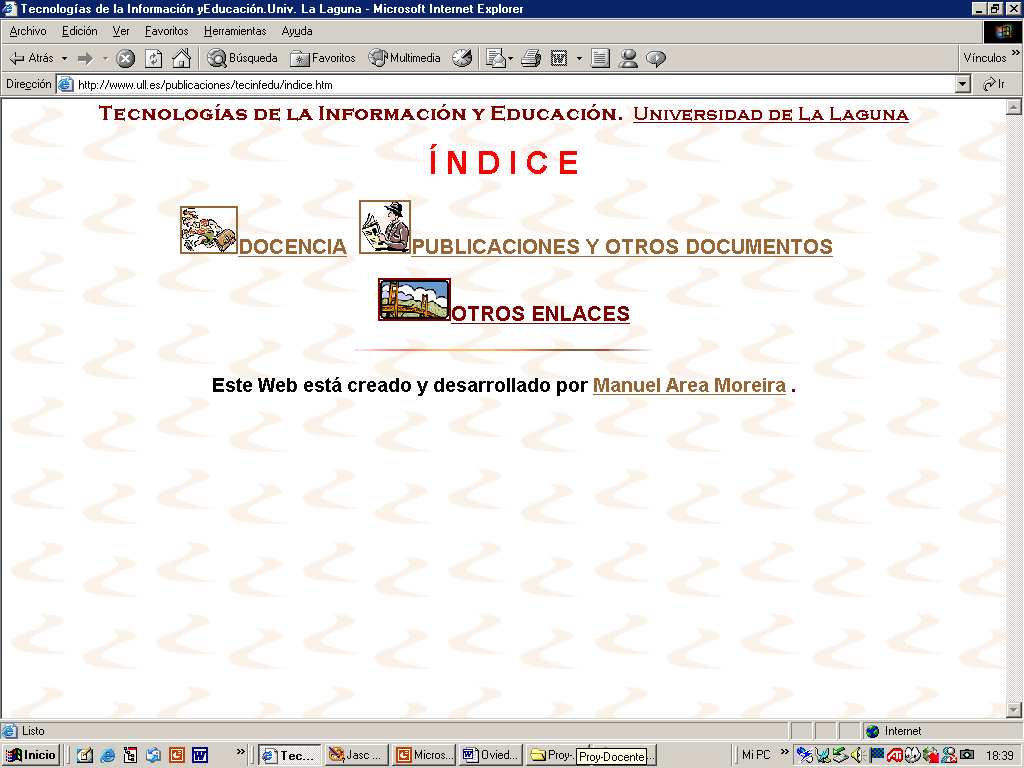 Tecnologías de la Información yEducación.Univ. La Laguna - Microsoft Internet Explorer
Archivo Edición Ver Favoritos Herramientas Ayuda
Atrás Búsqueda Favoritos Multimedia Vínculos »
Dirección http://www.ull.es/publicaciones/tecinfedu/indice.htm Ir
Tecnologías de la Información y Educación. Universidad de La Laguna
Í N D I C E
DOCENCIA PUBLICACIONES Y OTROS DOCUMENTOS
OTROS ENLACES
Este Web está creado y desarrollado por Manuel Area Moreira .
Listo Internet
Inicio » Tec... Jasc ... Micros... Ovied... Proy-... Proy-Docente... Mi PC » 18:39